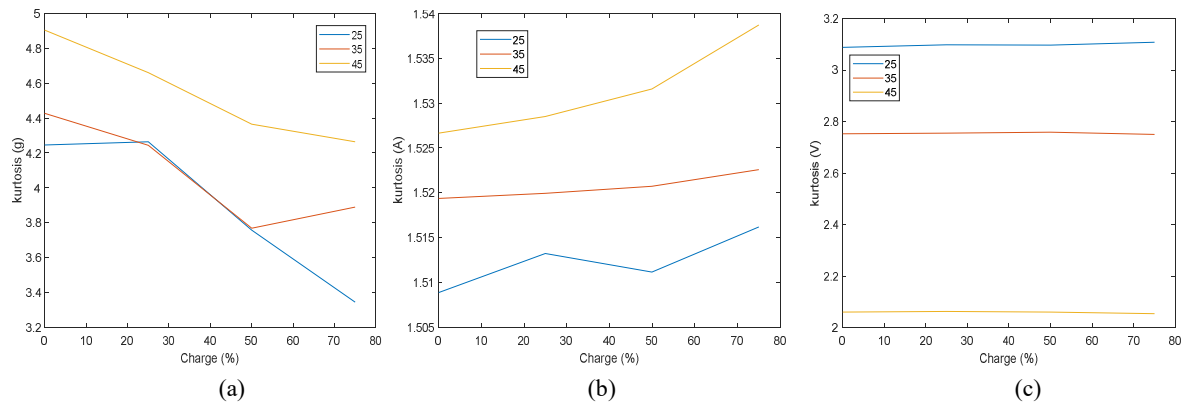 5
4.8
4.6
4.4
4.2
4
3.8
3.6
3.4
3.2
kurtosis (g)
25
35
45
0 10 20 30 40 50 60 70 80
Charge (%)
(a)
1.54
1.535
1.53
1.525
1.52
1.515
1.51
1.505
kurtosis (A)
25
35
45
0 10 20 30 40 50 60 70 80
Charge (%)
(b)
3.2
3
2.8
2.6
2.4
2.2
2
kurtosis (V)
25
35
45
0 10 20 30 40 50 60 70 80
Charge (%)
(c)